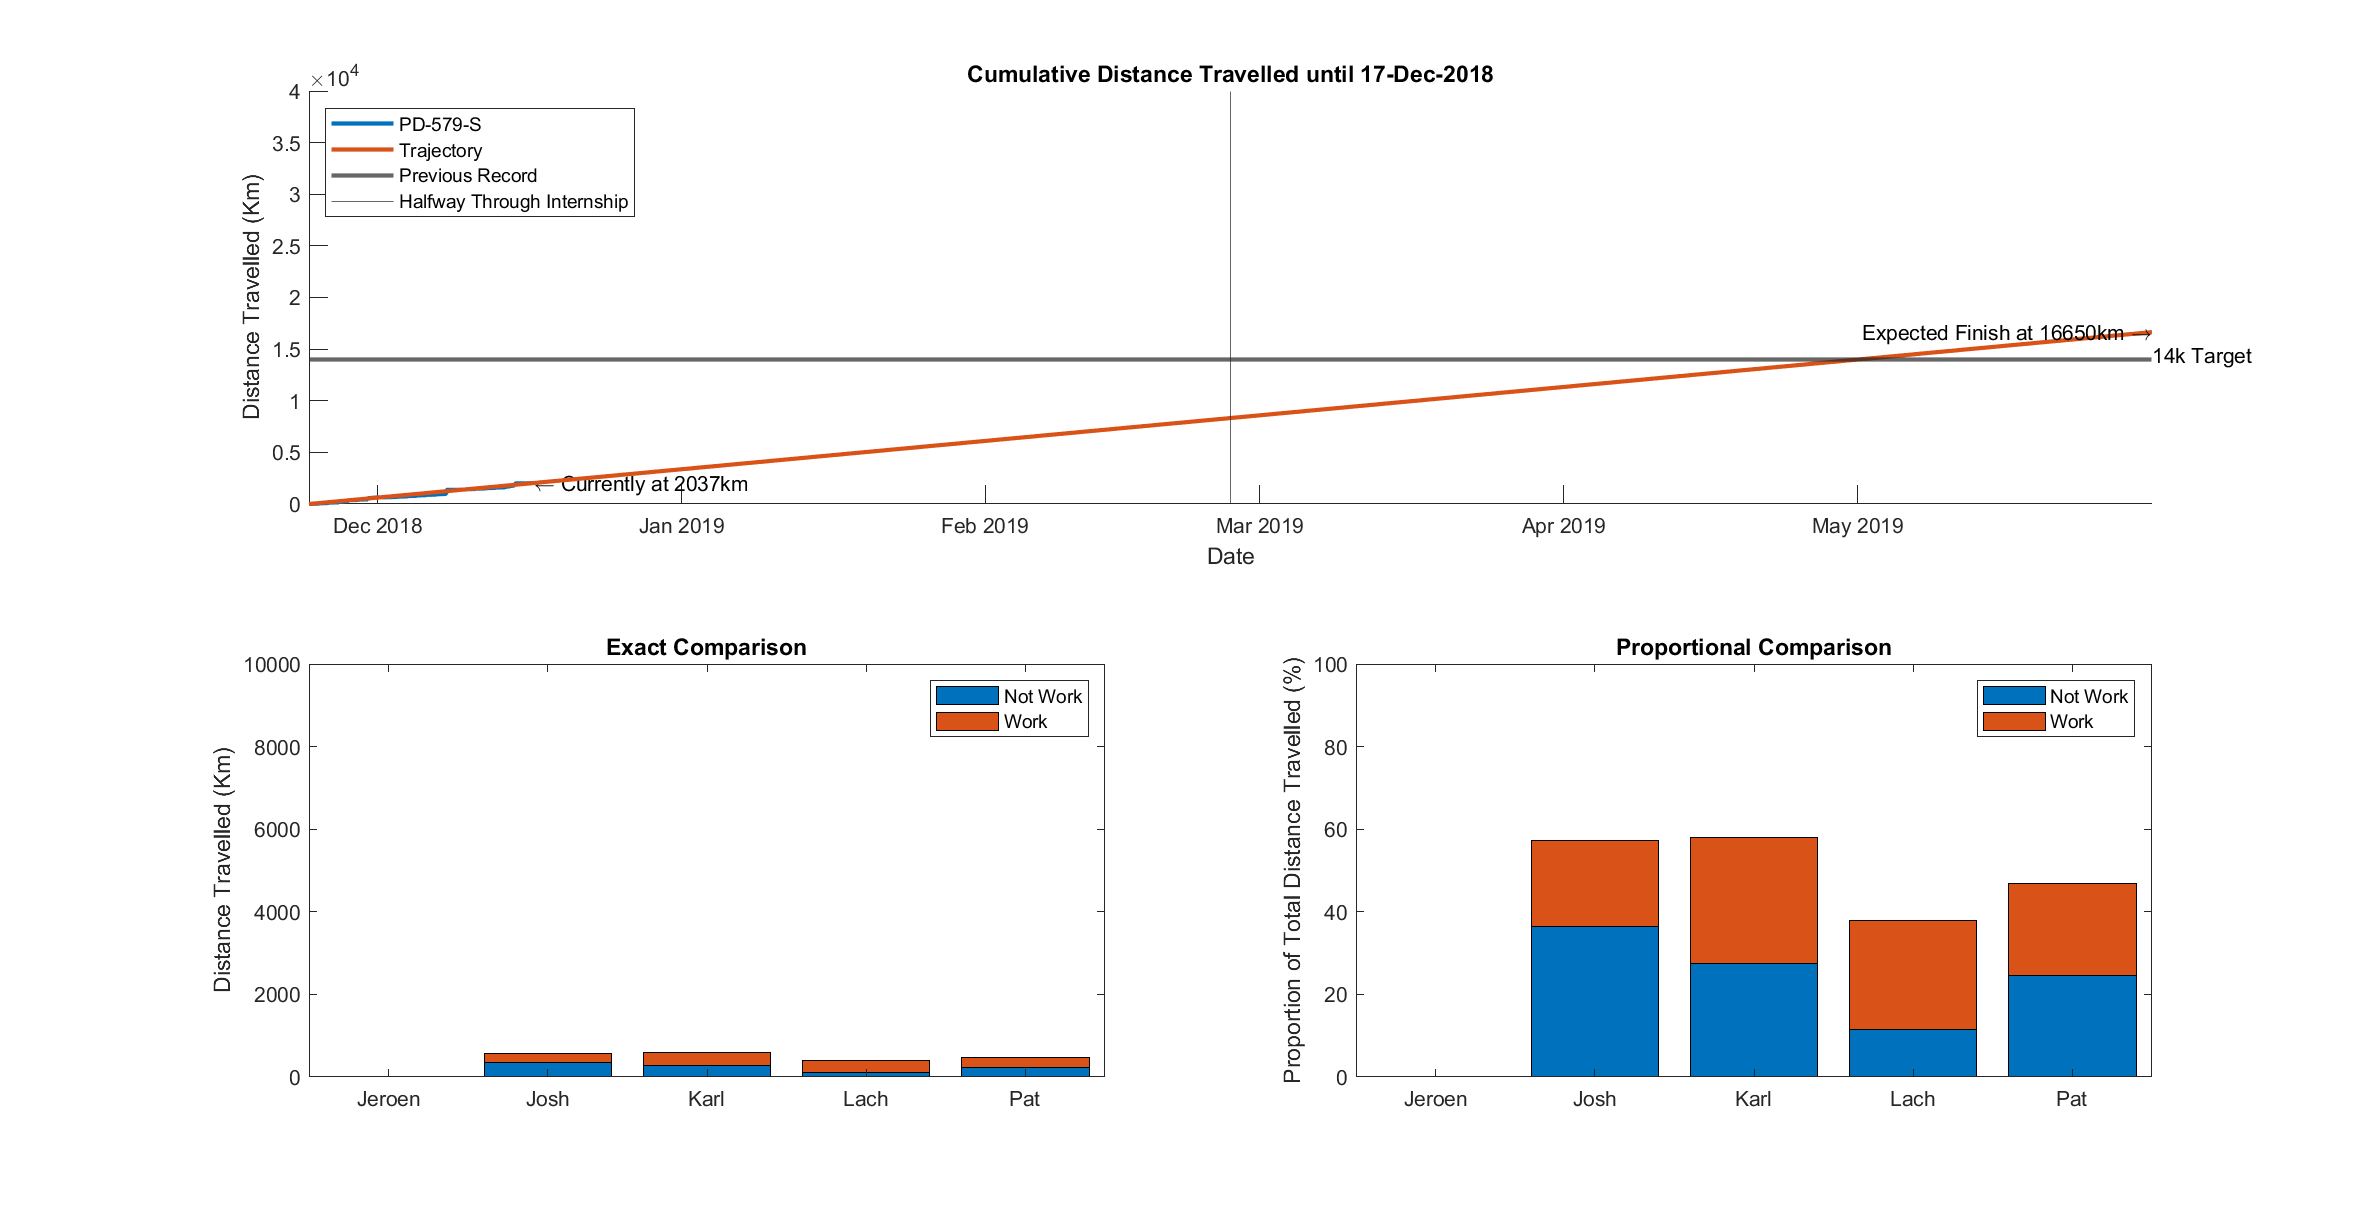 Cumulative Distance Travelled until 17-Dec-2018
×10^4
4
3.5
3
2.5
2
1.5
1
0.5
0
Distance Travelled (Km)
PD-579-S
Trajectory
Previous Record
Halfway Through Internship
Expected Finish at 16650km →
14k Target
← Currently at 2037km
Dec 2018
Jan 2019
Feb 2019
Mar 2019
Apr 2019
May 2019
Date
Exact Comparison
10000
8000
6000
4000
2000
0
Distance Travelled (Km)
Not Work
Work
Jeroen
Josh
Karl
Lach
Pat
Proportional Comparison
100
80
60
40
20
0
Proportion of Total Distance Travelled (%)
Not Work
Work
Jeroen
Josh
Karl
Lach
Pat